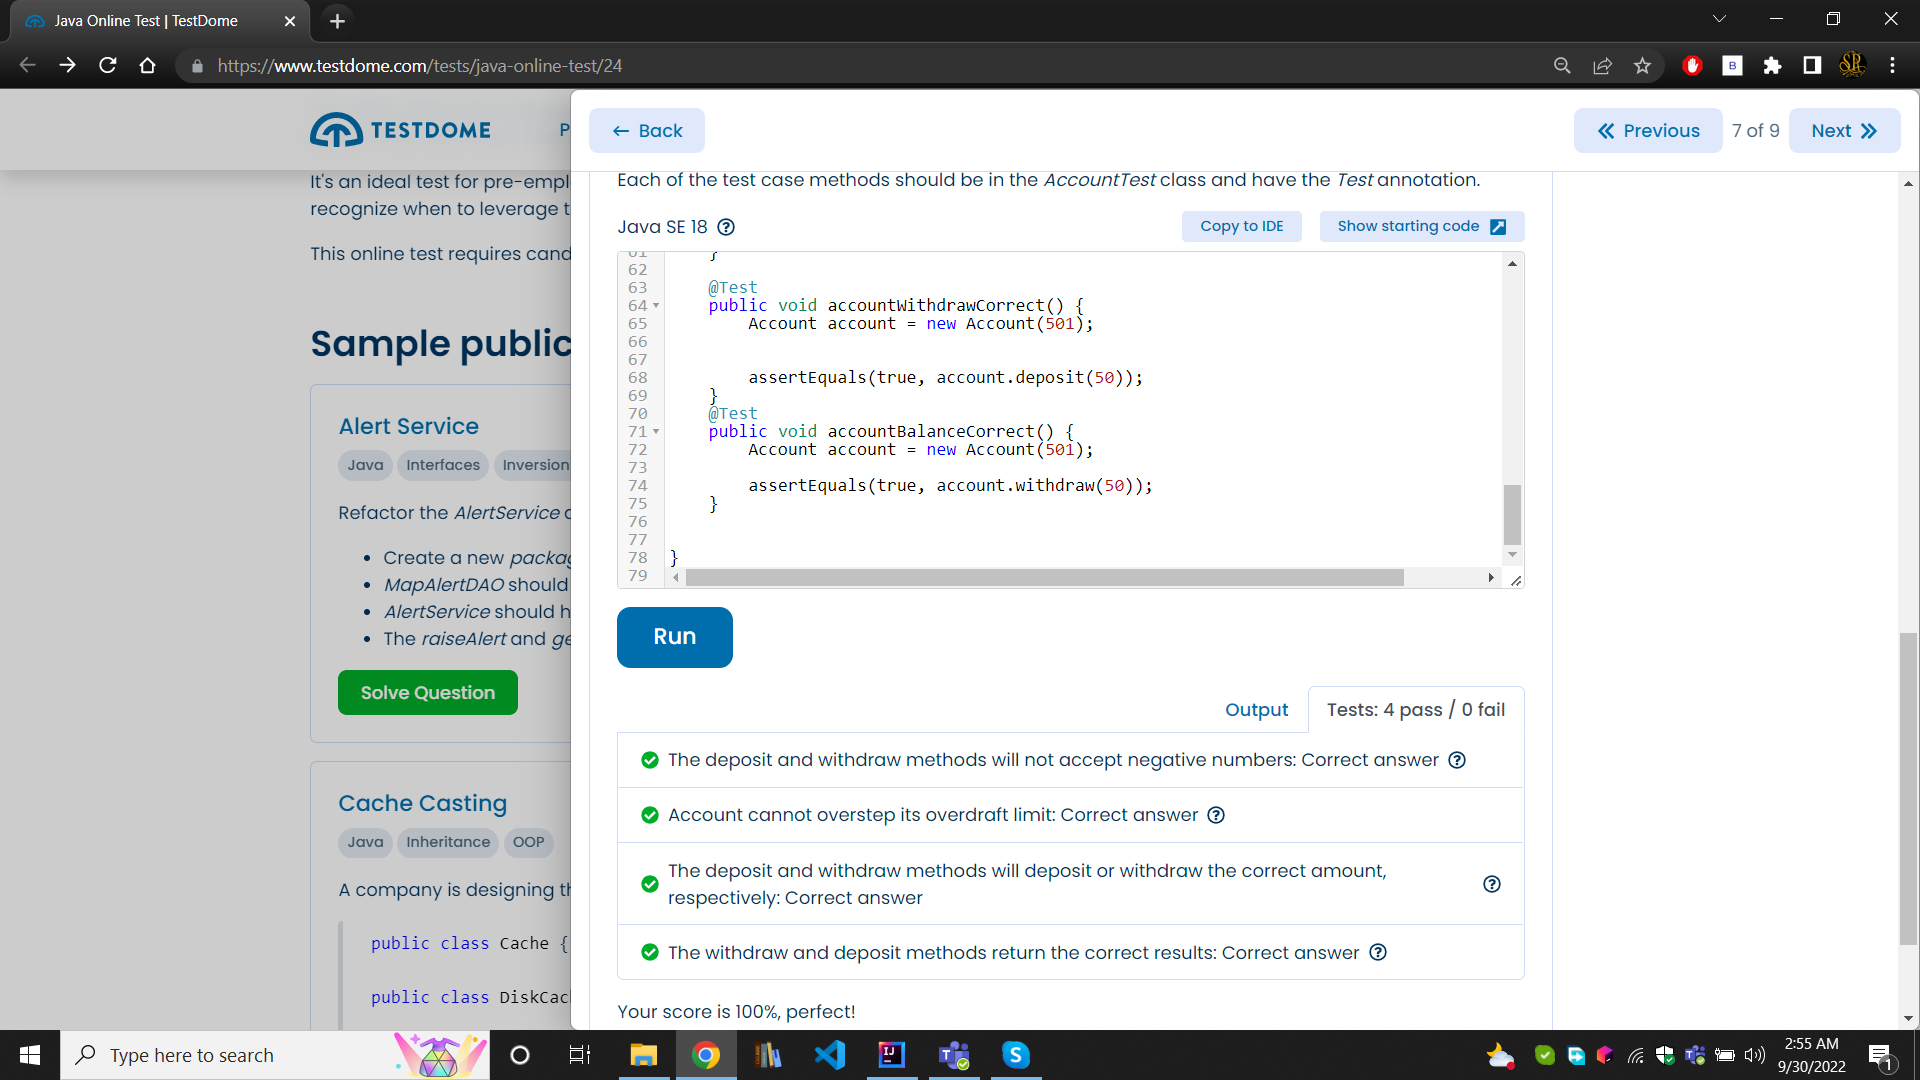 Java Online Test | TestDome
https://www.testdome.com/tests/java-online-test/24
TESTDOME
P
Back
Previous
7 of 9
Next
It's an ideal test for pre-empl
recognize when to leverage t
This online test requires cand
Sample public
Alert Service
Java
Interfaces
Inversion
Refactor the AlertService c
Create a new packag
MapAlertDAO should
AlertService should h
The raiseAlert and ge
Solve Question
Cache Casting
Java
Inheritance
OOP
A company is designing th
public class Cache {
public class DiskCach
Each of the test case methods should be in the AccountTest class and have the Test annotation.
Java SE 18
Copy to IDE
Show starting code
61 }
62
63 @Test
64 public void accountWithdrawCorrect() {
65 Account account = new Account(501);
66
67
68 assertEquals(true, account.deposit(50));
69 }
70 @Test
71 public void accountBalanceCorrect() {
72 Account account = new Account(501);
73
74 assertEquals(true, account.withdraw(50));
75 }
76
77
78 }
79
Run
Output
Tests: 4 pass / 0 fail
The deposit and withdraw methods will not accept negative numbers: Correct answer
Account cannot overstep its overdraft limit: Correct answer
The deposit and withdraw methods will deposit or withdraw the correct amount,
respectively: Correct answer
The withdraw and deposit methods return the correct results: Correct answer
Your score is 100%, perfect!
Type here to search
2:55 AM
9/30/2022
1